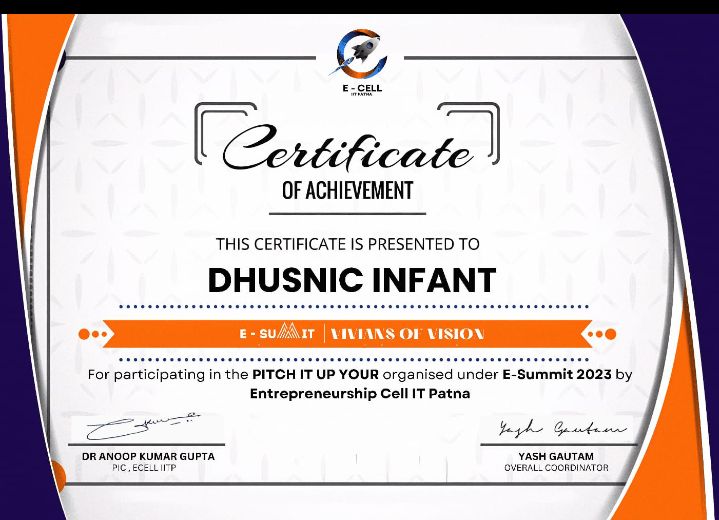 E - CELL
IIT PATNA
Certificate
OF ACHIEVEMENT
THIS CERTIFICATE IS PRESENTED TO
DHUSNIC INFANT
E - SUMMIT | VIVIANS OF VISION
For participating in the PITCH IT UP YOUR organised under E-Summit 2023 by
Entrepreneurship Cell IT Patna
Yash Gautam
DR ANOOP KUMAR GUPTA
PIC , ECELL IITP
YASH GAUTAM
OVERALL COORDINATOR